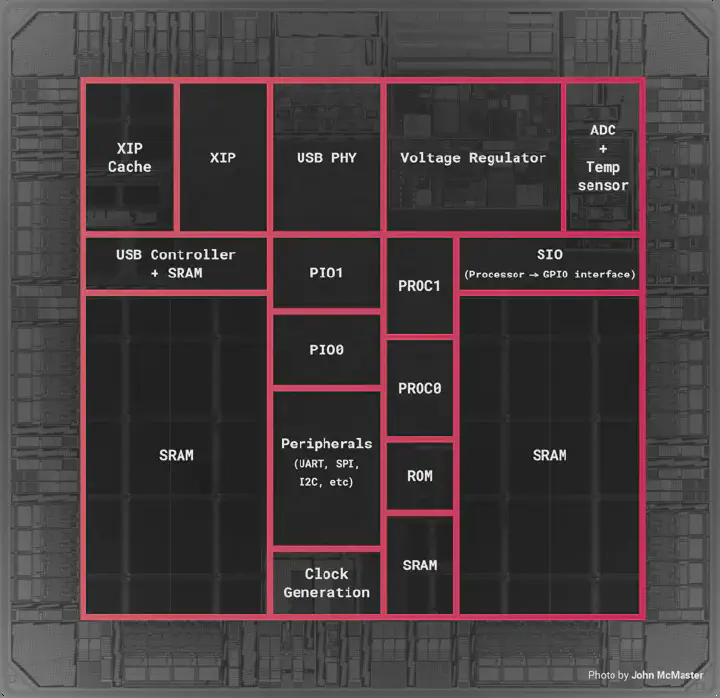 XIP
Cache
XIP
USB PHY
Voltage Regulator
ADC
+
Temp
sensor
USB Controller
+ SRAM
PIO1
PROC1
SIO
(Processor → GPIO interface)
PIO0
PROC0
SRAM
Peripherals
(UART, SPI,
I2C, etc)
SRAM
ROM
Clock
Generation
SRAM
Photo by John McMaster